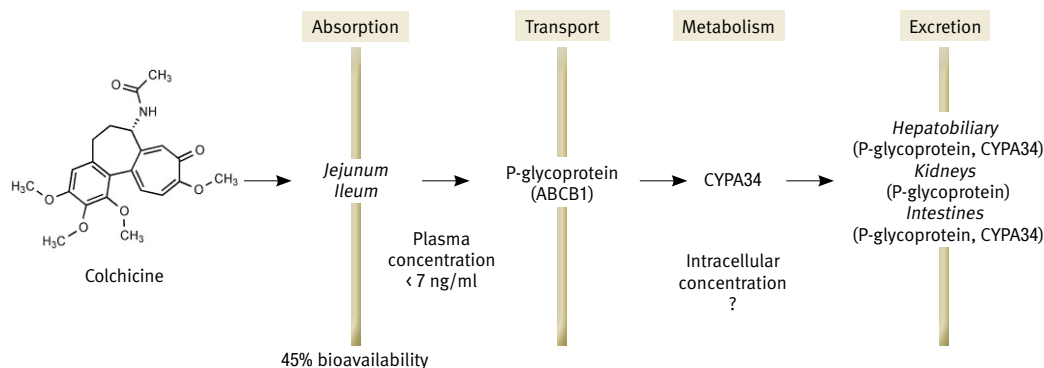 Absorption
Transport
Metabolism
Excretion
CH₃
O
NH
O
O
CH₃
H₃C
O
O
O
CH₃
CH₃
Colchicine
Jejunum
Ileum
Plasma
concentration
< 7 ng/ml
45% bioavailability
P-glycoprotein
(ABCB1)
CYPA34
Intracellular
concentration
?
Hepatobiliary
(P-glycoprotein, CYPA34)
Kidneys
(P-glycoprotein)
Intestines
(P-glycoprotein, CYPA34)